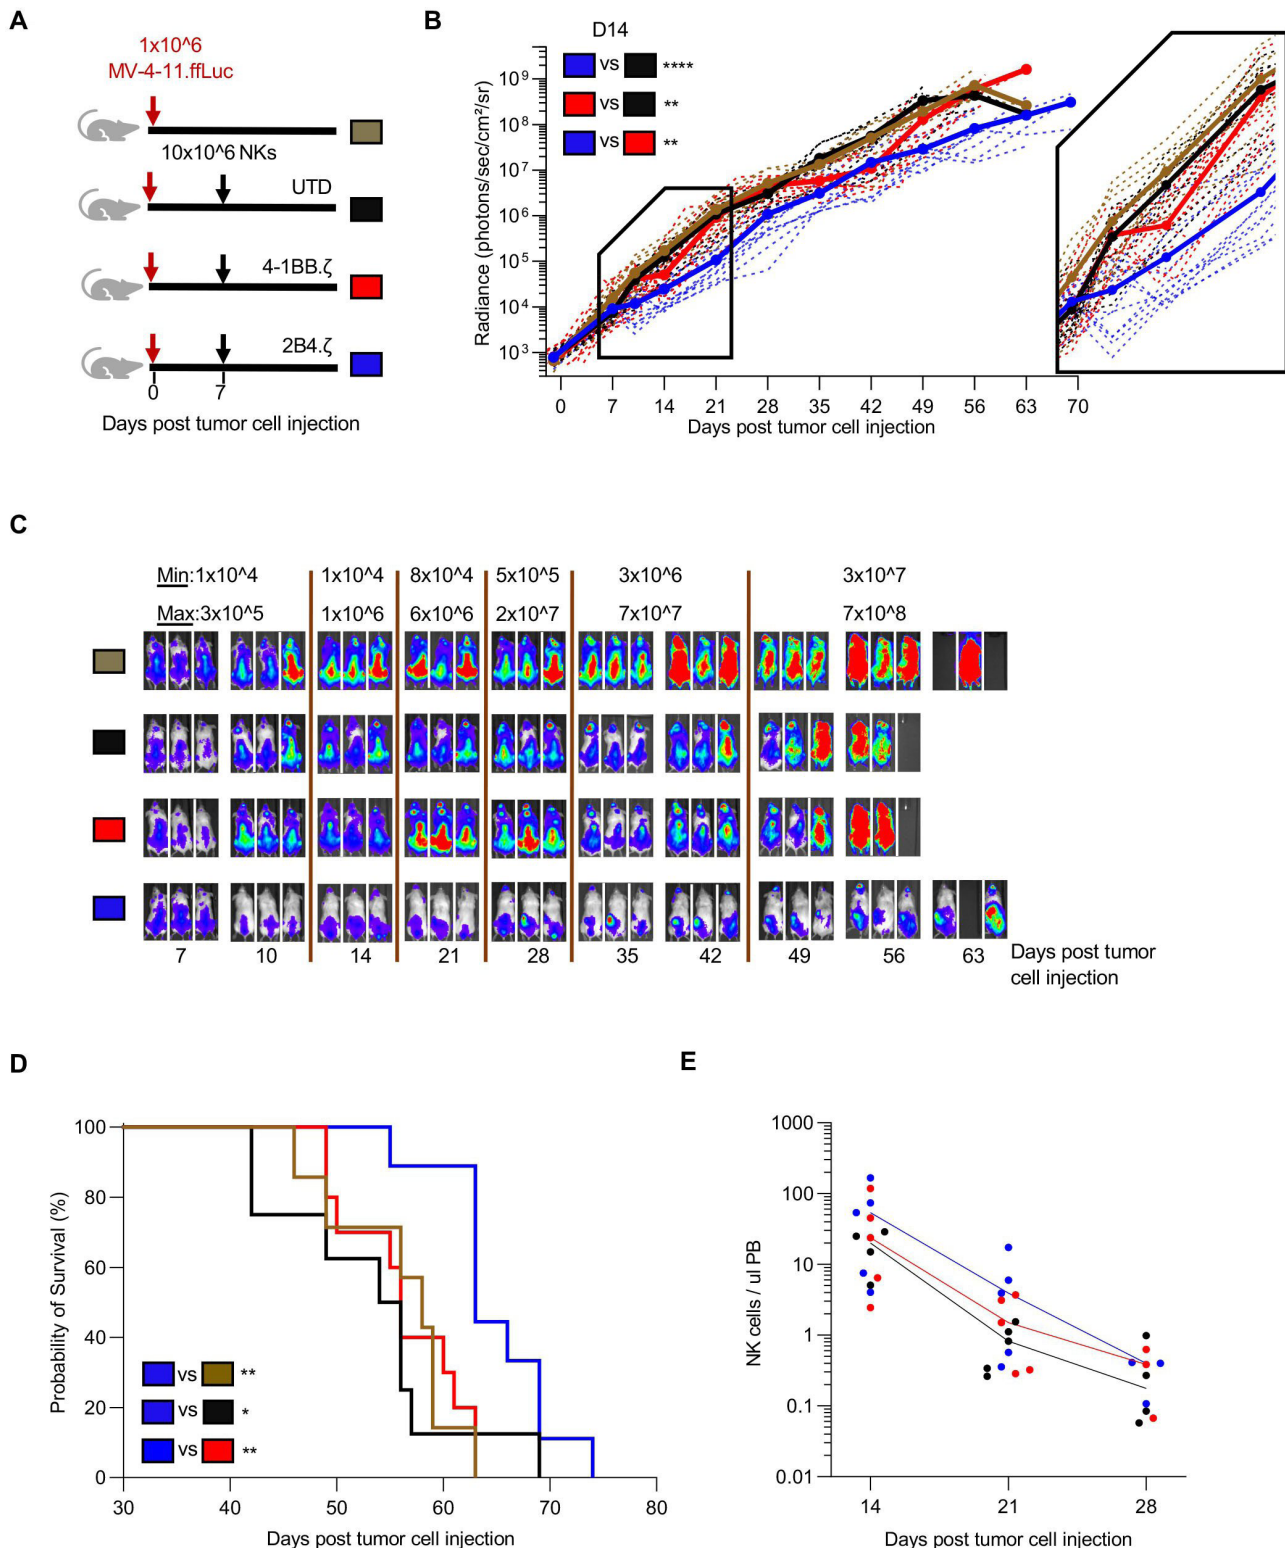 A
1x10^6
MV-4-11.ffLuc
10x10^6 NKs
UTD
4-1BB.ζ
2B4.ζ
0 7
Days post tumor cell injection
B
D14
vs ****
vs **
vs **
Radiance (photons/sec/cm²/sr)
10⁹
10⁸
10⁷
10⁶
10⁵
10⁴
10³
0 7 14 21 28 35 42 49 56 63 70
Days post tumor cell injection
C
Min:1x10^4 1x10^4 8x10^4 5x10^5 3x10^6 3x10^7
Max:3x10^5 1x10^6 6x10^6 2x10^7 7x10^7 7x10^8
7 10 14 21 28 35 42 49 56 63 Days post tumor
cell injection
D
Probability of Survival (%)
100
80
60
40
20
0
vs **
vs *
vs **
30 40 50 60 70 80
Days post tumor cell injection
E
NK cells / ul PB
1000
100
10
1
0.1
0.01
14 21 28
Days post tumor cell injection